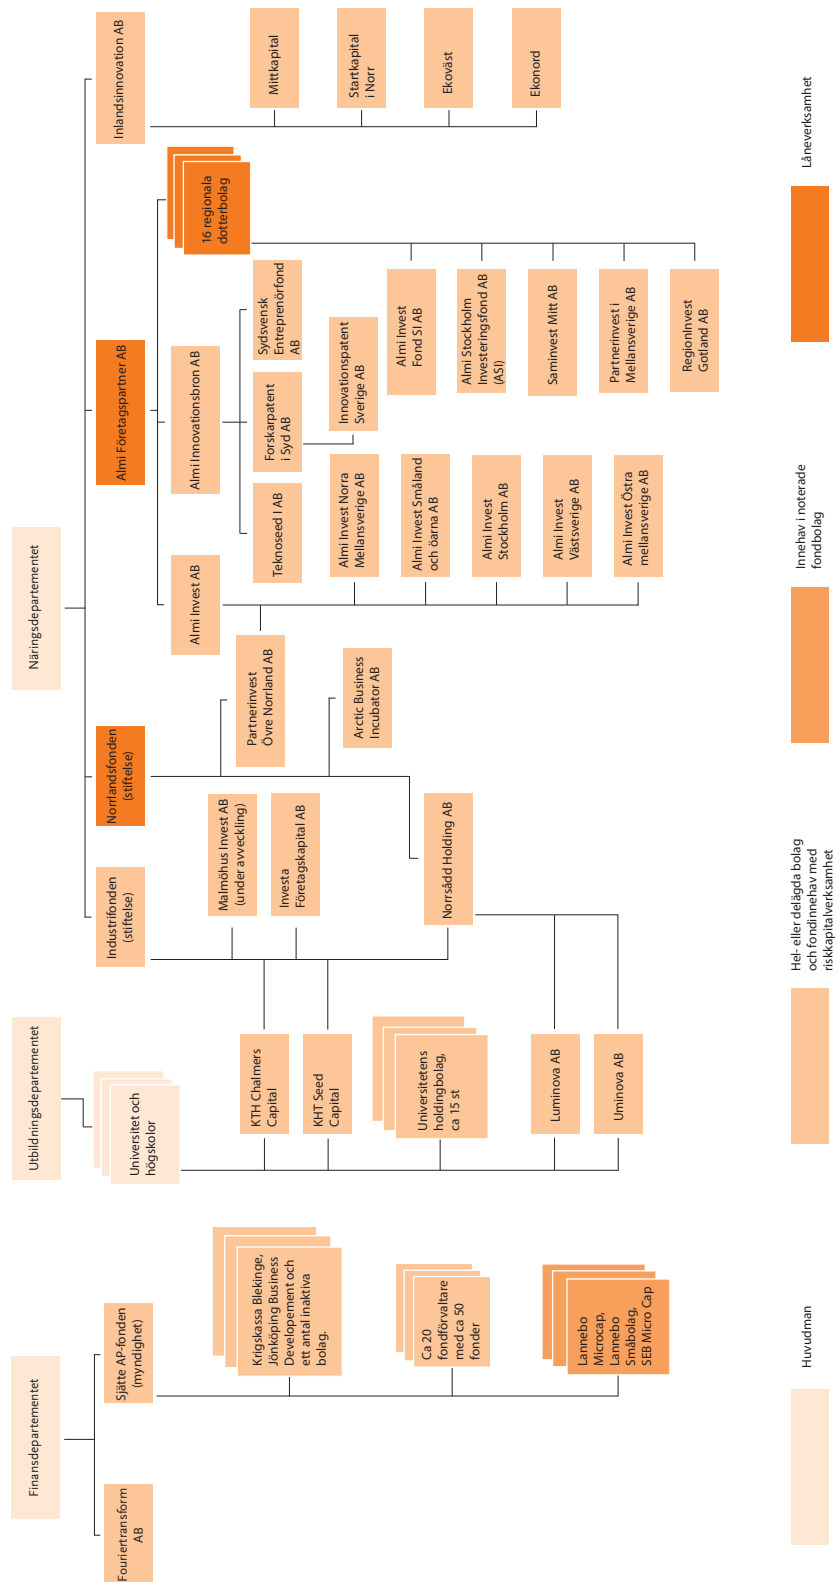 Finansdepartementet
Utbildningsdepartementet
Näringsdepartementet
Fouriertransform
AB
Sjätte AP-fonden
(myndighet)
Universitet och
högskolor
Industrifonden
(stiftelse)
Norrlandsfonden
(stiftelse)
Almi Företagspartner AB
Inlandsinnovation AB
Almi Invest AB
Almi Innovationsbron AB
16 regionala
dotterbolag
Krigskassa Blekinge,
Jönköping Business
Developement och
ett antal inaktiva
bolag.
Ca 20
fondförvaltare
med ca 50
fonder
Lannebo
Microcap,
Lannebo
Småbolag,
SEB Micro Cap
KTH Chalmers
Capital
KHT Seed
Capital
Universitetens
holdingbolag,
ca 15 st
Luminova AB
Uminova AB
Malmöhus Invest AB
(under avveckling)
Investa
Företagskapital AB
Norrsådd Holding AB
Partnerinvest
Övre Norrland AB
Arctic Business
Incubator AB
Teknoseed I AB
Forskarpatent
i Syd AB
Sydsvensk
Entreprenörfond
AB
Innovationspatent
Sverige AB
Almi Invest Norra
Mellansverige AB
Almi Invest Småland
och öarna AB
Almi Invest
Stockholm AB
Almi Invest
Västsverige AB
Almi Invest Östra
mellansverige AB
Almi Invest
Fond SI AB
Almi Stockholm
Investeringsfond AB
(ASI)
Saminvest Mitt AB
Partnerinvest i
Mellansverige AB
RegionInvest
Gotland AB
Mittkapital
Startkapital
i Norr
Ekoväst
Ekonord
Huvudman
Hel- eller delägda bolag
och fondinnehav med
riskkapitalverksamhet
Innehav i noterade
fondbolag
Låneverksamhet